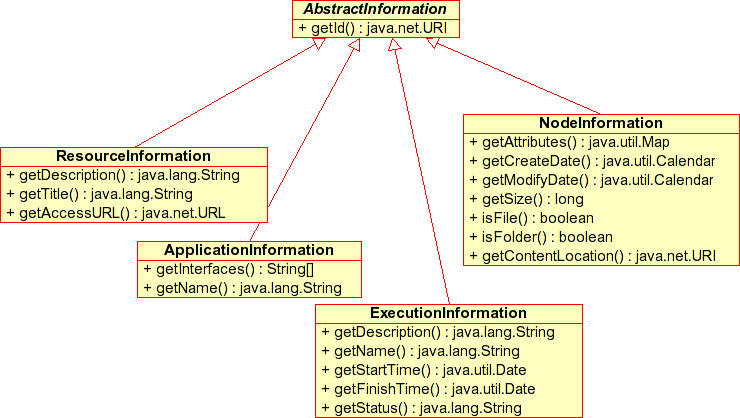 AbstractInformation
+ getId() : java.net.URI
NodeInformation
+ getAttributes() : java.util.Map
+ getCreateDate() : java.util.Calendar
+ getModifyDate() : java.util.Calendar
+ getSize() : long
+ isFile() : boolean
+ isFolder() : boolean
+ getContentLocation() : java.net.URI
ResourceInformation
+ getDescription() : java.lang.String
+ getTitle() : java.lang.String
+ getAccessURL() : java.net.URL
ApplicationInformation
+ getInterfaces() : String[]
+ getName() : java.lang.String
ExecutionInformation
+ getDescription() : java.lang.String
+ getName() : java.lang.String
+ getStartTime() : java.util.Date
+ getFinishTime() : java.util.Date
+ getStatus() : java.lang.String